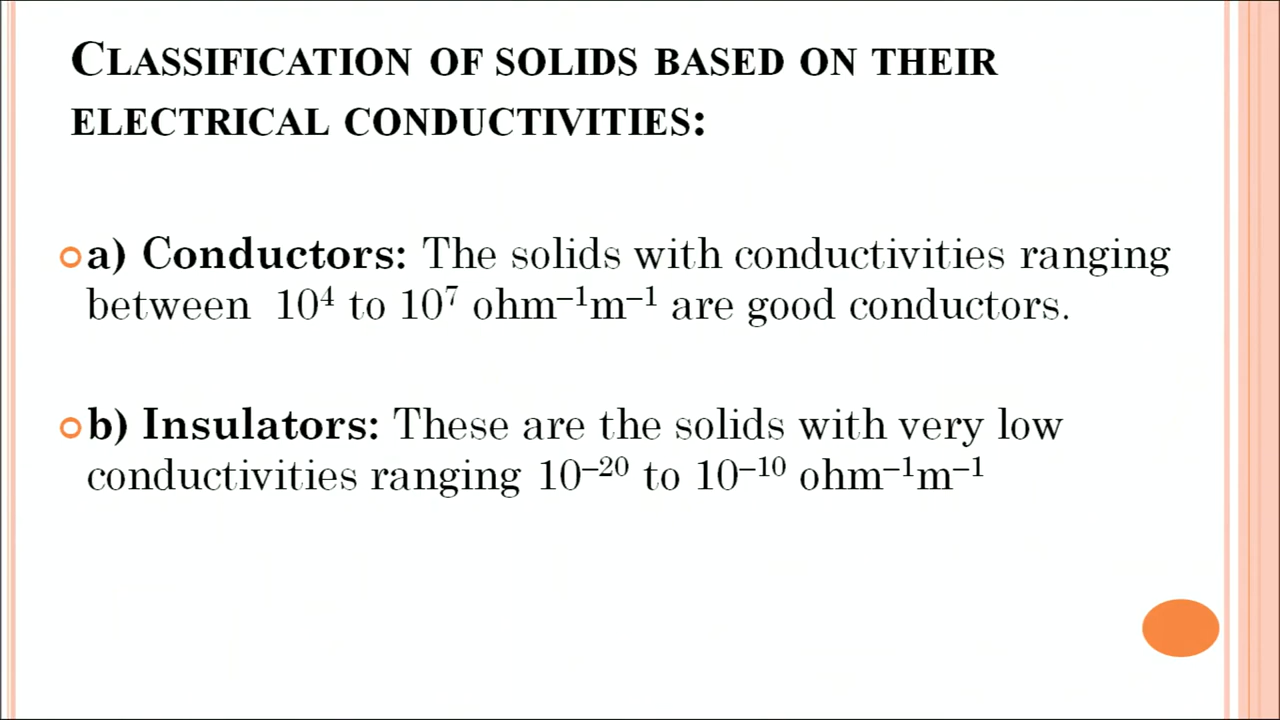 CLASSIFICATION OF SOLIDS BASED ON THEIR
ELECTRICAL CONDUCTIVITIES:
a) Conductors: The solids with conductivities ranging
between 10⁴ to 10⁷ ohm⁻¹m⁻¹ are good conductors.
b) Insulators: These are the solids with very low
conductivities ranging 10⁻²⁰ to 10⁻¹⁰ ohm⁻¹m⁻¹